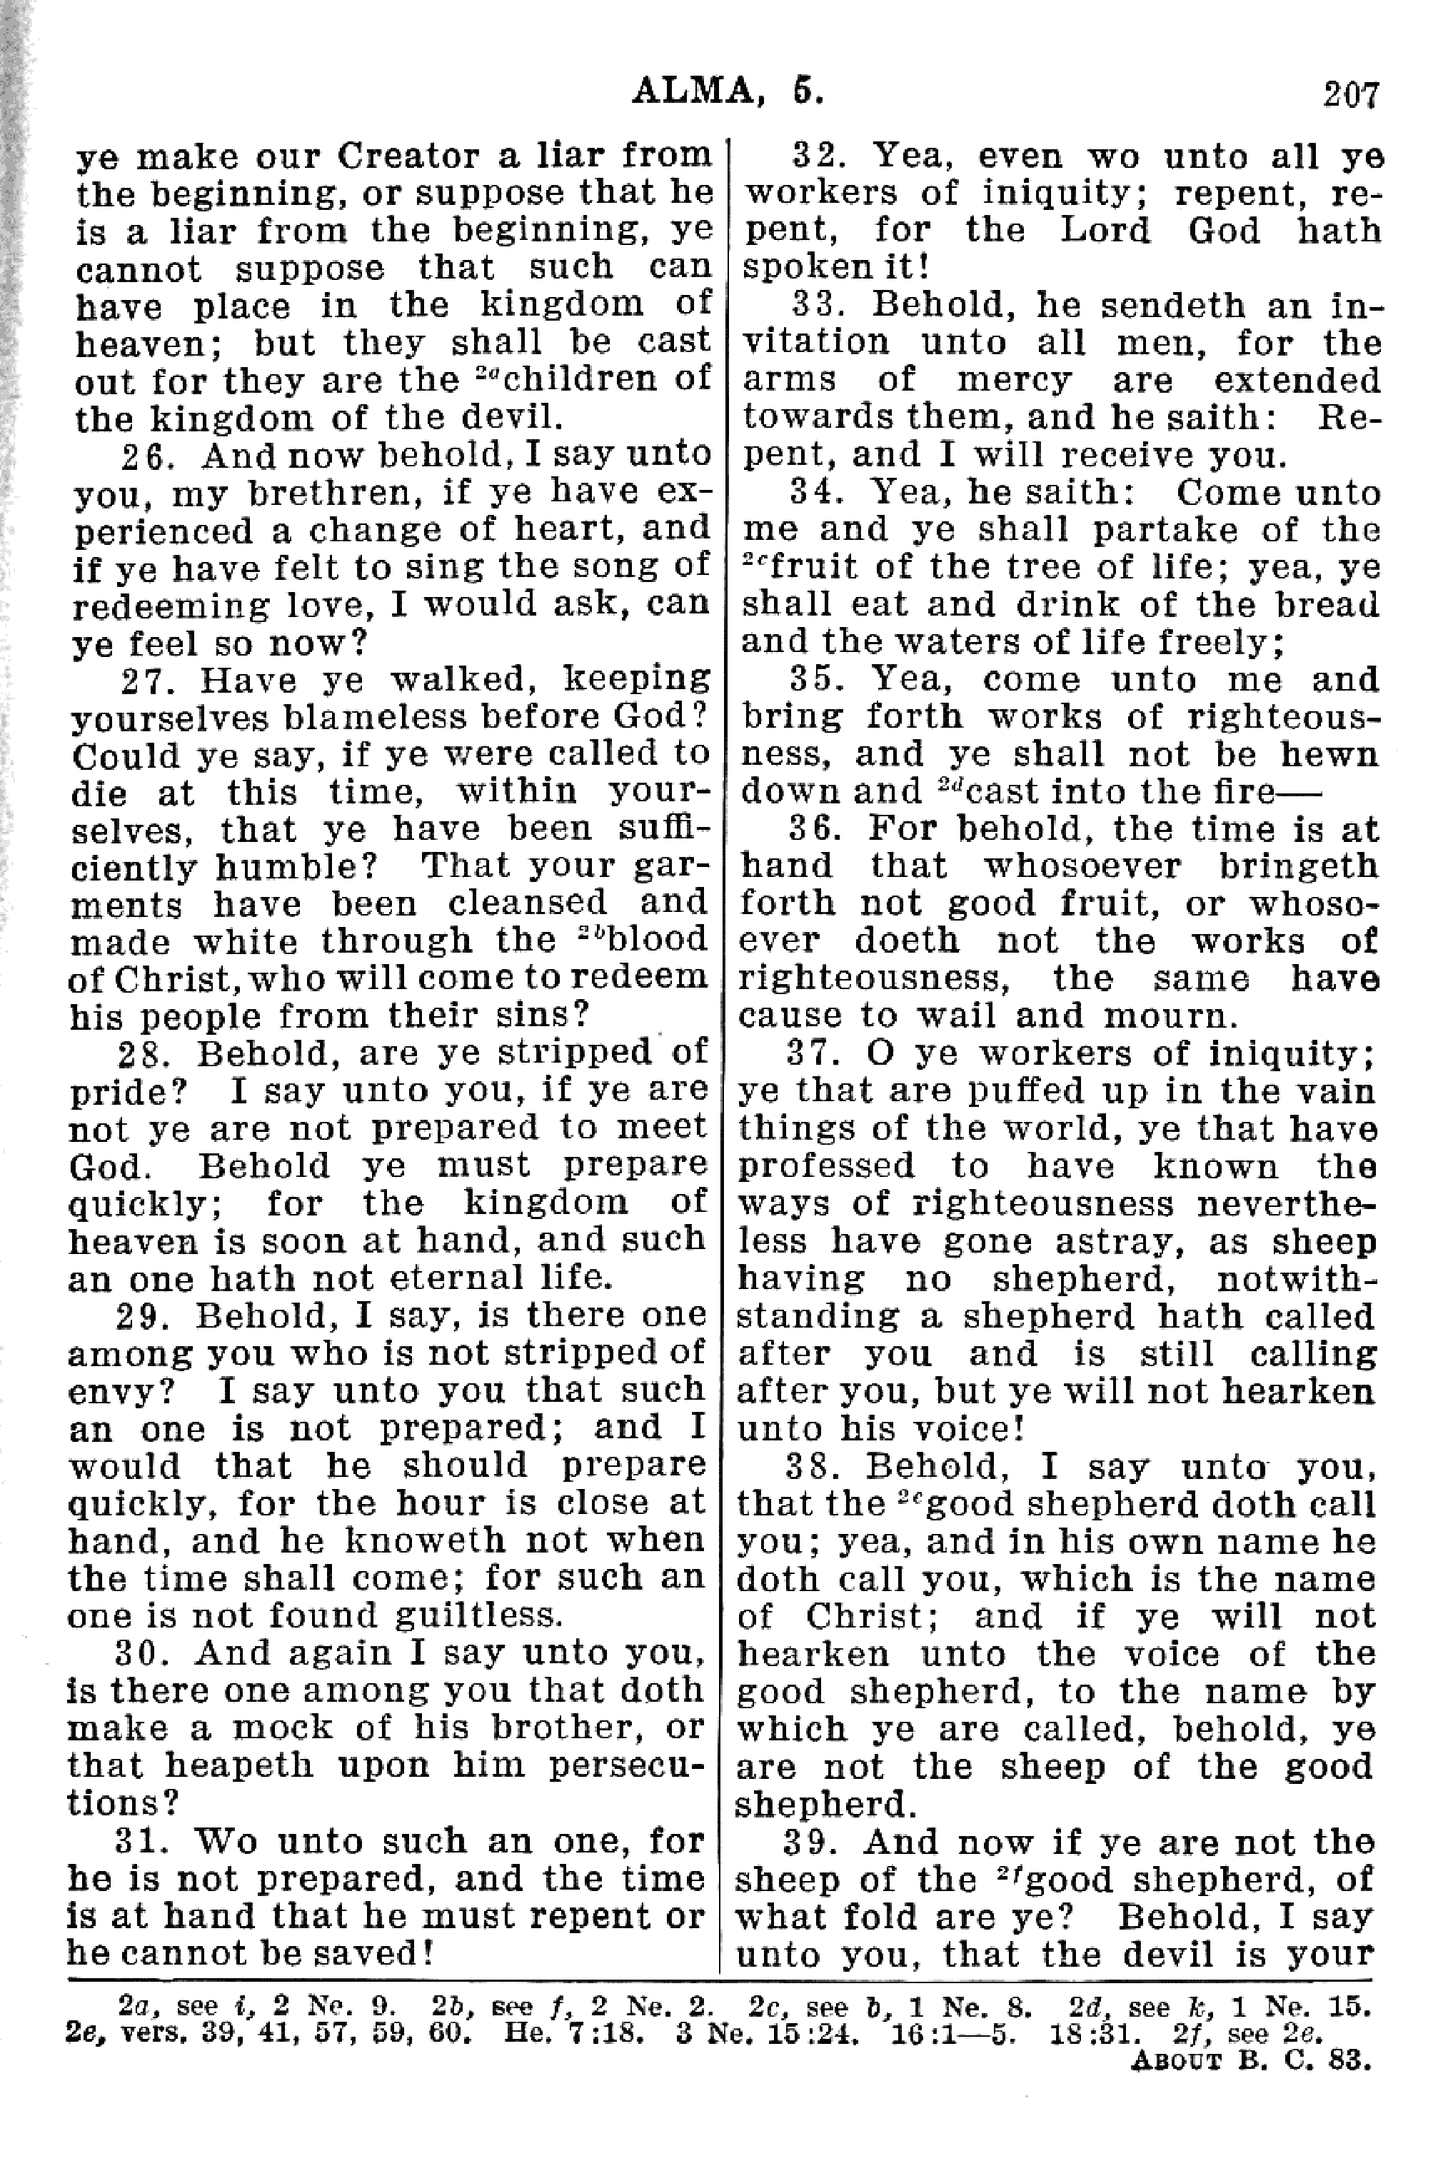 ALMA, 5.
207
ye make our Creator a liar from
the beginning, or suppose that he
is a liar from the beginning, ye
cannot suppose that such can
have place in the kingdom of
heaven; but they shall be cast
out for they are the 2achildren of
the kingdom of the devil.
26. And now behold, I say unto
you, my brethren, if ye have ex-
perienced a change of heart, and
if ye have felt to sing the song of
redeeming love, I would ask, can
ye feel so now?
27. Have ye walked, keeping
yourselves blameless before God?
Could ye say, if ye were called to
die at this time, within your-
selves, that ye have been suffi-
ciently humble? That your gar-
ments have been cleansed and
made white through the 2bblood
of Christ, who will come to redeem
his people from their sins?
28. Behold, are ye stripped of
pride? I say unto you, if ye are
not ye are not prepared to meet
God. Behold ye must prepare
quickly; for the kingdom of
heaven is soon at hand, and such
an one hath not eternal life.
29. Behold, I say, is there one
among you who is not stripped of
envy? I say unto you that such
an one is not prepared; and I
would that he should prepare
quickly, for the hour is close at
hand, and he knoweth not when
the time shall come; for such an
one is not found guiltless.
30. And again I say unto you,
is there one among you that doth
make a mock of his brother, or
that heapeth upon him persecu-
tions?
31. Wo unto such an one, for
he is not prepared, and the time
is at hand that he must repent or
he cannot be saved!
32. Yea, even wo unto all ye
workers of iniquity; repent, re-
pent, for the Lord God hath
spoken it!
33. Behold, he sendeth an in-
vitation unto all men, for the
arms of mercy are extended
towards them, and he saith: Re-
pent, and I will receive you.
34. Yea, he saith: Come unto
me and ye shall partake of the
2cfruit of the tree of life; yea, ye
shall eat and drink of the bread
and the waters of life freely;
35. Yea, come unto me and
bring forth works of righteous-
ness, and ye shall not be hewn
down and 2dcast into the fire—
36. For behold, the time is at
hand that whosoever bringeth
forth not good fruit, or whoso-
ever doeth not the works of
righteousness, the same have
cause to wail and mourn.
37. O ye workers of iniquity;
ye that are puffed up in the vain
things of the world, ye that have
professed to have known the
ways of righteousness neverthe-
less have gone astray, as sheep
having no shepherd, notwith-
standing a shepherd hath called
after you and is still calling
after you, but ye will not hearken
unto his voice!
38. Behold, I say unto you,
that the 2egood shepherd doth call
you; yea, and in his own name he
doth call you, which is the name
of Christ; and if ye will not
hearken unto the voice of the
good shepherd, to the name by
which ye are called, behold, ye
are not the sheep of the good
shepherd.
39. And now if ye are not the
sheep of the 2fgood shepherd, of
what fold are ye? Behold, I say
unto you, that the devil is your
2a, see i, 2 Ne. 9. 2b, see f, 2 Ne. 2. 2c, see b, 1 Ne. 8. 2d, see k, 1 Ne. 15.
2e, vers. 39, 41, 57, 59, 60. He. 7:18. 3 Ne. 15:24. 16:1—5. 18:31. 2f, see 2e.
ABOUT B. C. 83.